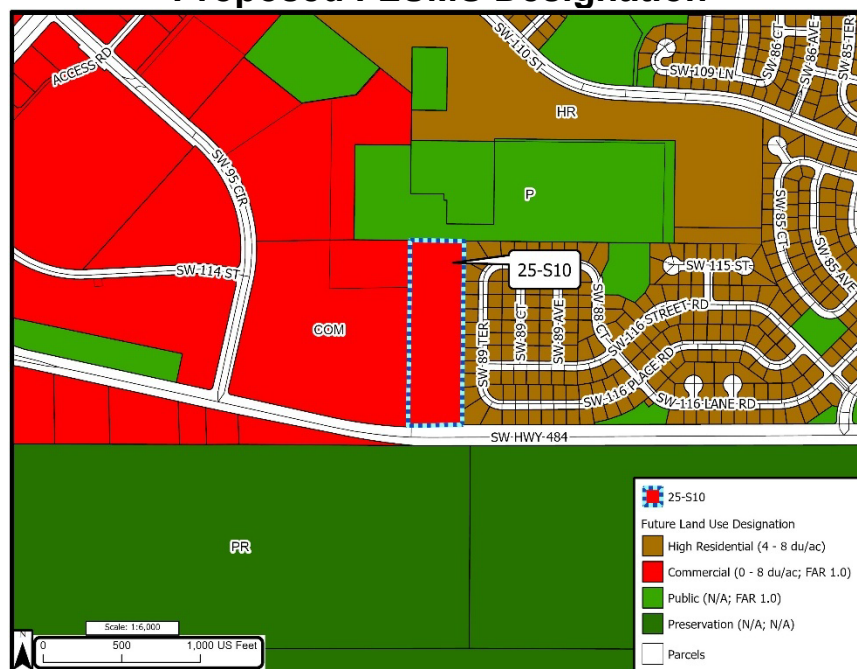 Proposed FLUMS Designation
ACCESS RD
SW 110 ST
SW 109 LN
SW 86 CT
SW 86 AVE
SW 85 TER
HR
SW 95 CIR
P
SW 85 CT
SW 85 AVE
SW 114 ST
25-S10
SW 115 ST
COM
SW 89 TER
SW 89 CT
SW 89 AVE
SW 88 CT
SW 116 STREET RD
SW 116 PLACE RD
SW 116 LANE RD
SW HWY 484
PR
25-S10
Future Land Use Designation
High Residential (4 - 8 du/ac)
Commercial (0 - 8 du/ac; FAR 1.0)
Public (N/A; FAR 1.0)
Preservation (N/A; N/A)
Parcels
N
Scale: 1:6,000
0 500 1,000 US Feet